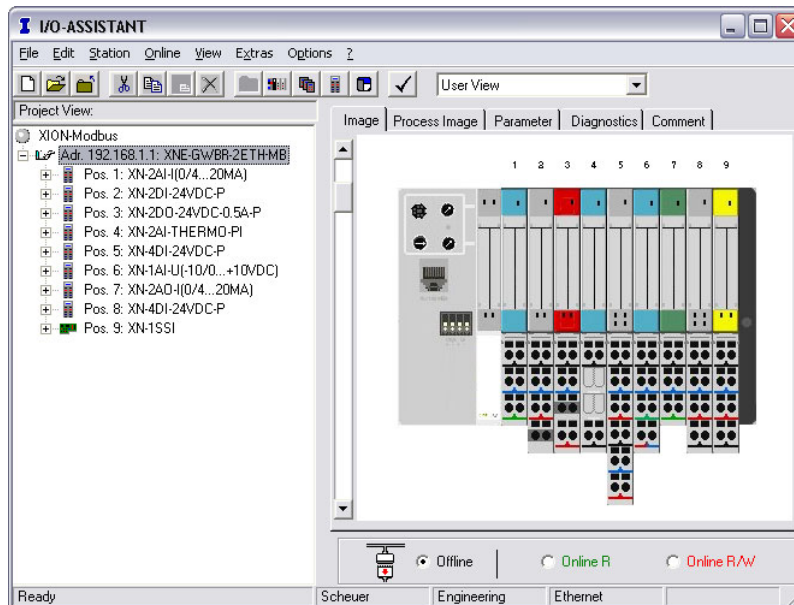 I/O-ASSISTANT
File Edit Station Online View Extras Options ?
User View
Project View:
XION-Modbus
Adr. 192.168.1.1: XNE-GWBR-2ETH-MB
Pos. 1: XN-2AI-I(0/4...20MA)
Pos. 2: XN-2DI-24VDC-P
Pos. 3: XN-2DO-24VDC-0.5A-P
Pos. 4: XN-2AI-THERMO-PI
Pos. 5: XN-4DI-24VDC-P
Pos. 6: XN-1AI-U(-10/0...+10VDC)
Pos. 7: XN-2AO-I(0/4...20MA)
Pos. 8: XN-4DI-24VDC-P
Pos. 9: XN-1SSI
Image Process Image Parameter Diagnostics Comment
1 2 3 4 5 6 7 8 9
Offline Online R Online R/W
Ready Scheuer Engineering Ethernet